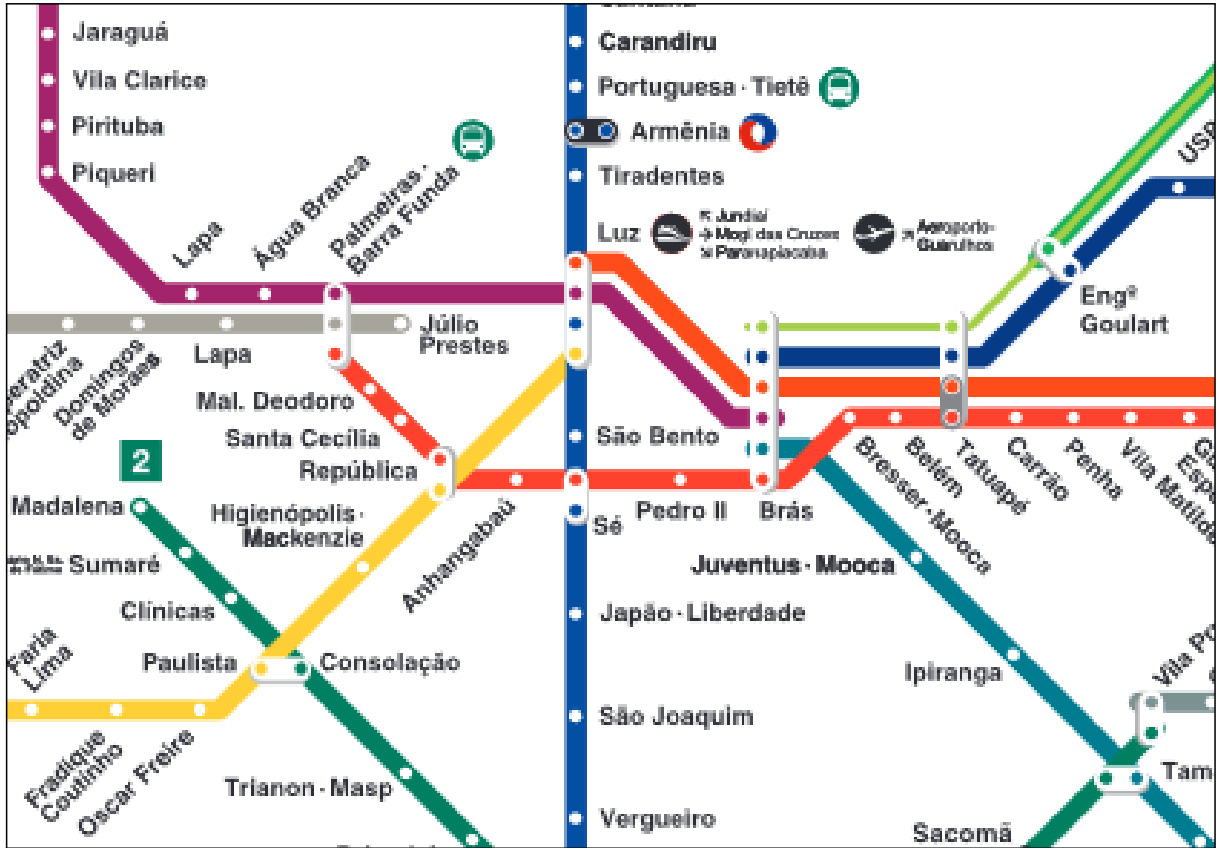 Jaraguá
Vila Clarice
Pirituba
Piqueri
Lapa
Água Branca
Palmeiras ·
Barra Funda
Carandiru
Portuguesa · Tietê
Armênia
Tiradentes
Luz
Jundiaí
Mogi das Cruzes
Paranapiacaba
Aeroporto-
Guarulhos
USP
Engº
Goulart
Domingos
de Moraes
Lapa
Júlio
Prestes
Mal. Deodoro
Santa Cecília
República
Higienópolis ·
Mackenzie
Anhangabaú
São Bento
Sé
Pedro II
Brás
Bresser · Mooca
Belém
Tatuapé
Carrão
Penha
Vila Matilde
2
Madalena
Sumaré
Clínicas
Paulista
Consolação
Faria
Lima
Fradique
Coutinho
Oscar Freire
Trianon · Masp
Juventus · Mooca
Japão · Liberdade
Ipiranga
São Joaquim
Vergueiro
Vila Pr
Tam
Sacomã